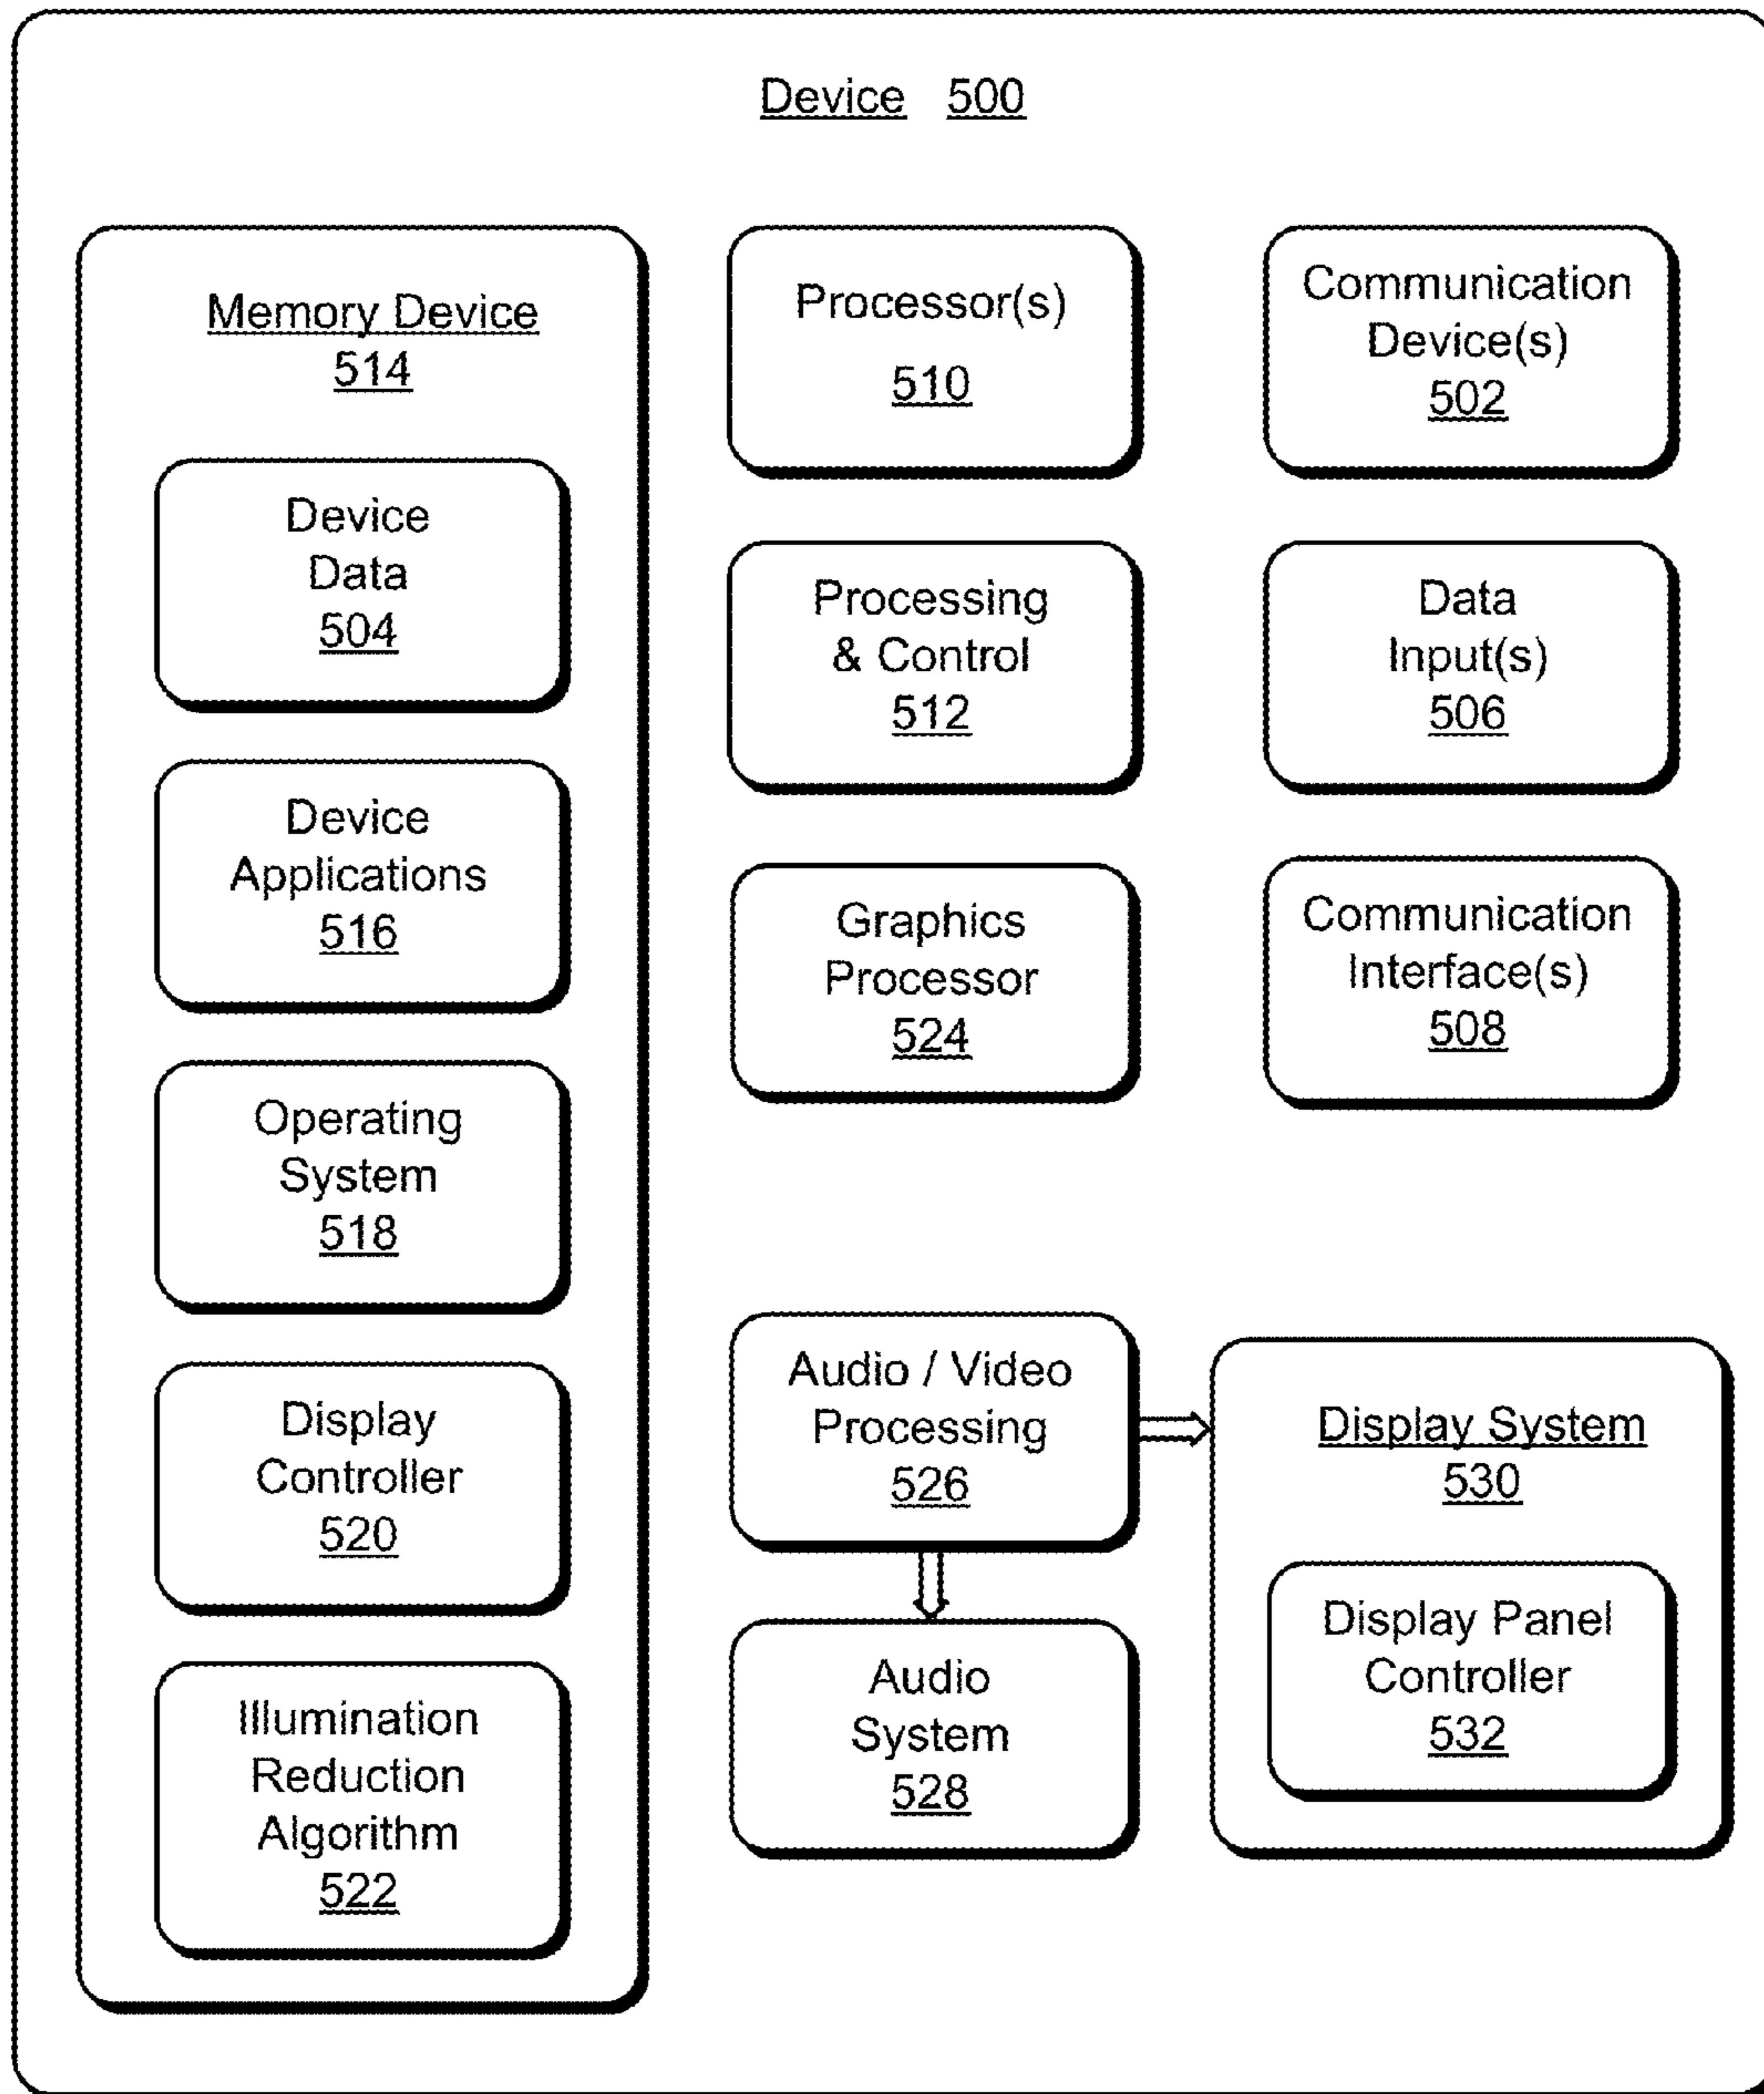 Device 500
Memory Device
514
Device
Data
504
Device
Applications
516
Operating
System
518
Display
Controller
520
Illumination
Reduction
Algorithm
522
Processor(s)
510
Processing
& Control
512
Graphics
Processor
524
Communication
Device(s)
502
Data
Input(s)
506
Communication
Interface(s)
508
Audio / Video
Processing
526
Audio
System
528
Display System
530
Display Panel
Controller
532